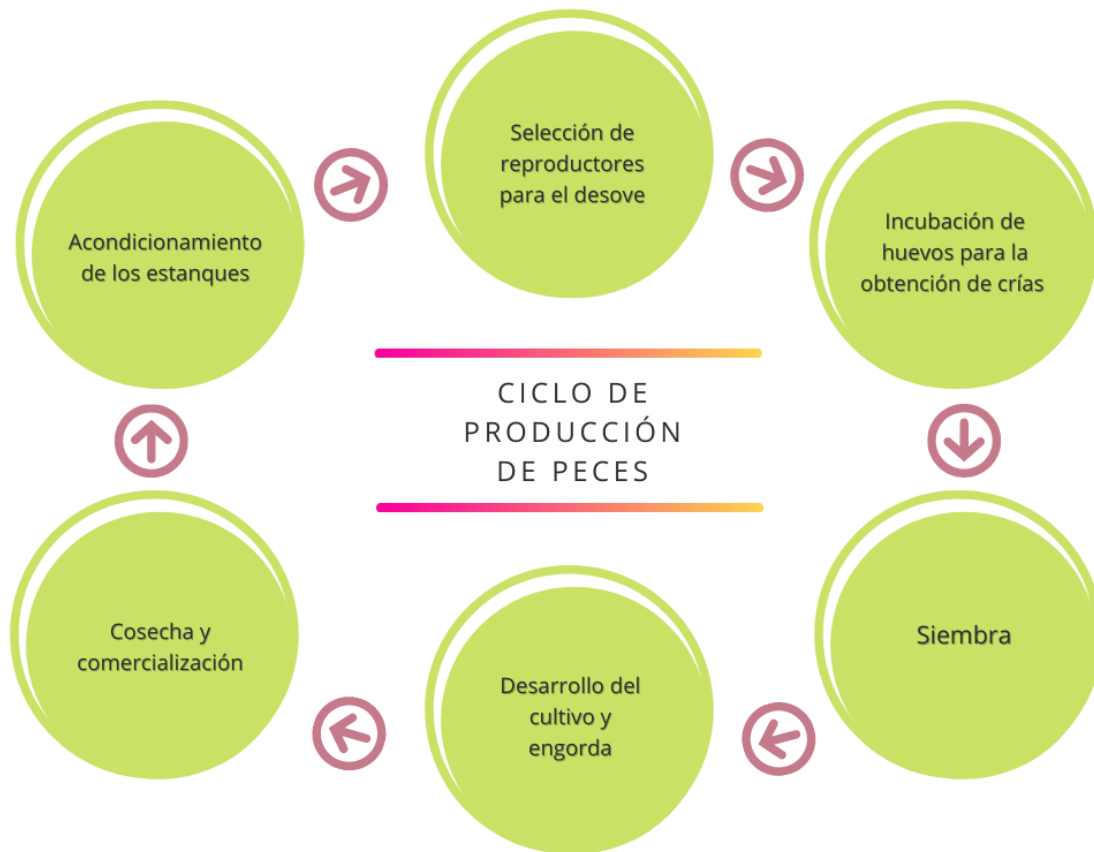 Acondicionamiento
de los estanques
Selección de
reproductores
para el desove
Incubación de
huevos para la
obtención de crías
CICLO DE
PRODUCCIÓN
DE PECES
Siembra
Desarrollo del
cultivo y
engorda
Cosecha y
comercialización